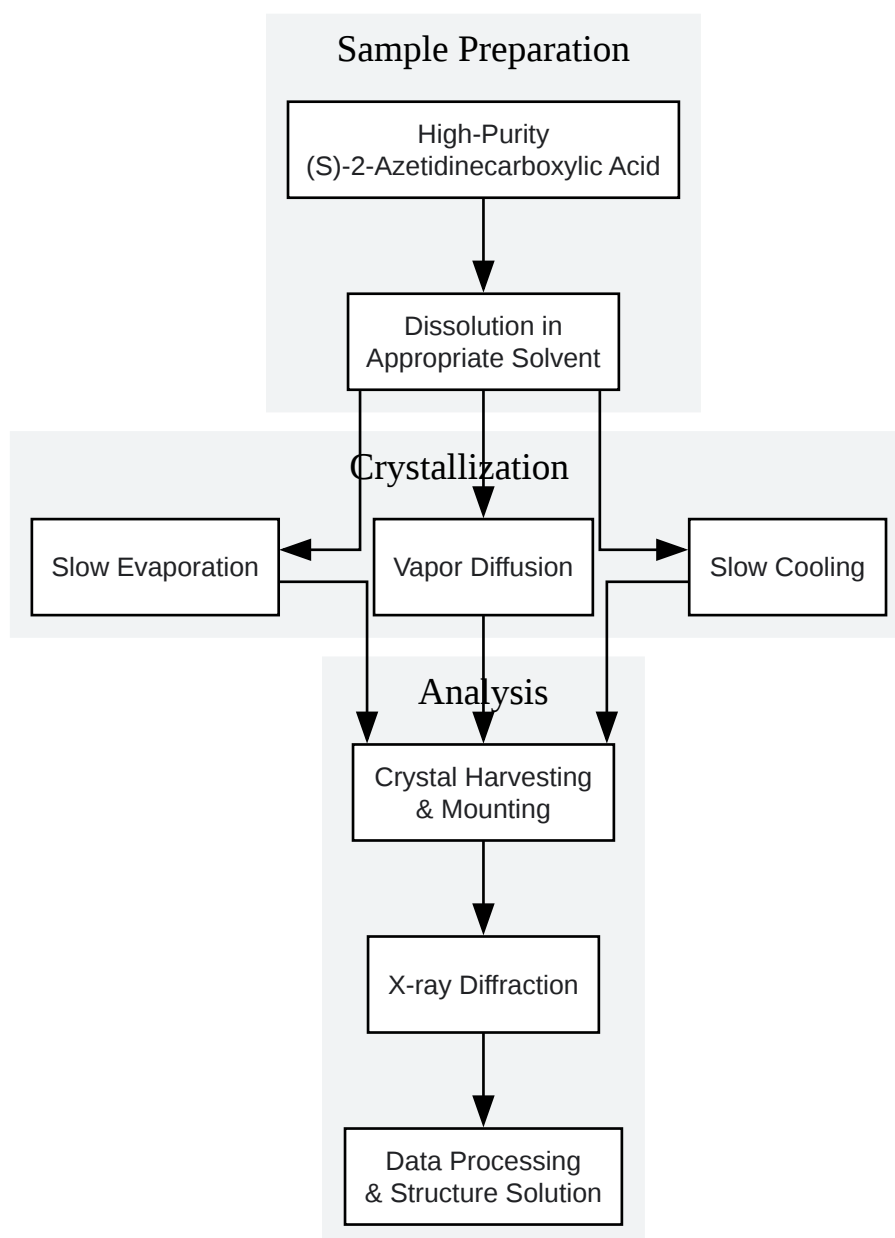 Sample Preparation
High-Purity
(S)-2-Azetidinecarboxylic Acid
Dissolution in
Appropriate Solvent
Crystallization
Slow Evaporation
Vapor Diffusion
Slow Cooling
Analysis
Crystal Harvesting
& Mounting
X-ray Diffraction
Data Processing
& Structure Solution